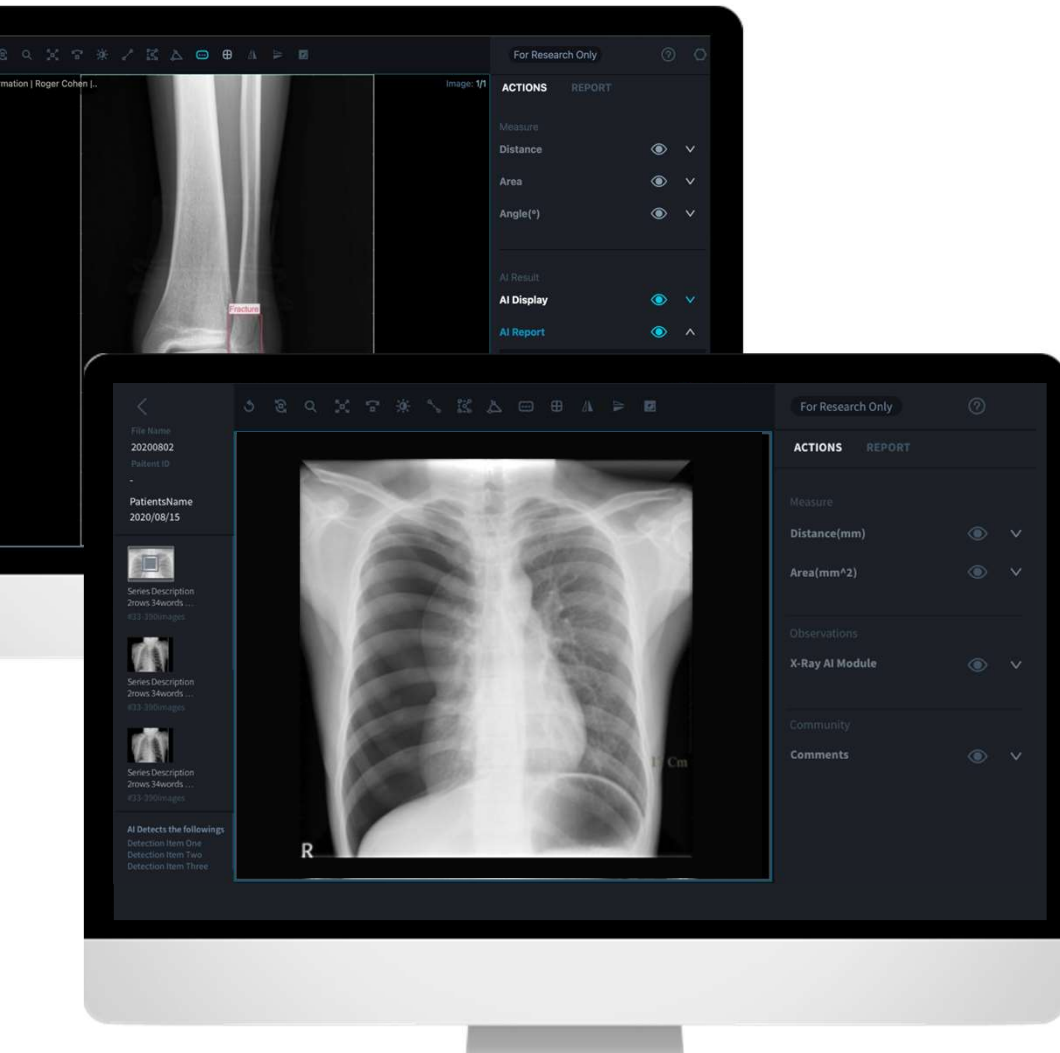 For Research Only
mation | Roger Cohen |..
Image: 1/1
ACTIONS REPORT
Measure
Distance
Area
Angle(°)
AI Result
AI Display
AI Report
Fracture
For Research Only
File Name
20200802
Paitent ID
-
PatientsName
2020/08/15
Series Description
2rows 34words ...
#33-390images
Series Description
2rows 34words ...
#33-390images
Series Description
2rows 34words ...
#33-390images
AI Detects the followings
Detection Item One
Detection Item Two
Detection Item Three
R
Cm
ACTIONS REPORT
Measure
Distance(mm)
Area(mm^2)
Observations
X-Ray AI Module
Community
Comments